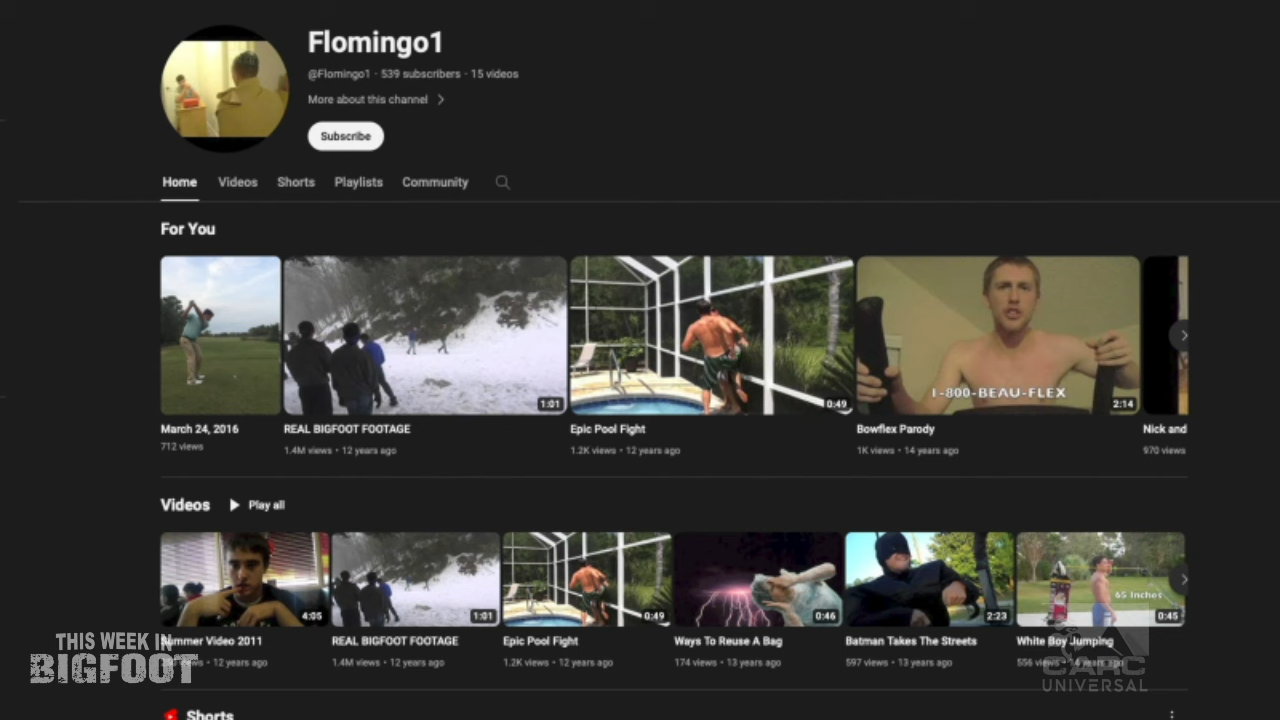 Flomingo1
@Flomingo1 · 539 subscribers · 15 videos
More about this channel
Subscribe
Home Videos Shorts Playlists Community
For You
1-800-BEAU-FLEX
1:01 0:49 2:14
March 24, 2016 REAL BIGFOOT FOOTAGE Epic Pool Fight Bowflex Parody Nick and
712 views 1.4M views • 12 years ago 1.2K views • 12 years ago 1K views • 14 years ago 970 views
Videos Play all
65 Inches
4:05 1:01 0:49 0:46 2:23 0:45
Summer Video 2011 REAL BIGFOOT FOOTAGE Epic Pool Fight Ways To Reuse A Bag Batman Takes The Streets White Boy Jumping
views • 12 years ago 1.4M views • 12 years ago 1.2K views • 12 years ago 174 views • 13 years ago 597 views • 13 years ago 556 views • 14 years ago
THIS WEEK IN
BIGFOOT
CARC
UNIVERSAL
Shorts